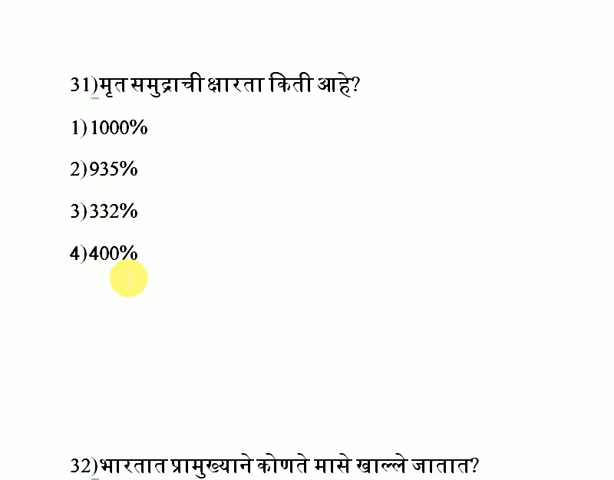 31)मृत समुद्राची क्षारता किती आहे?
1)1000%
2)935%
3)332%
4)400%
32)भारतात प्रामुख्याने कोणते मासे खाल्ले जातात?